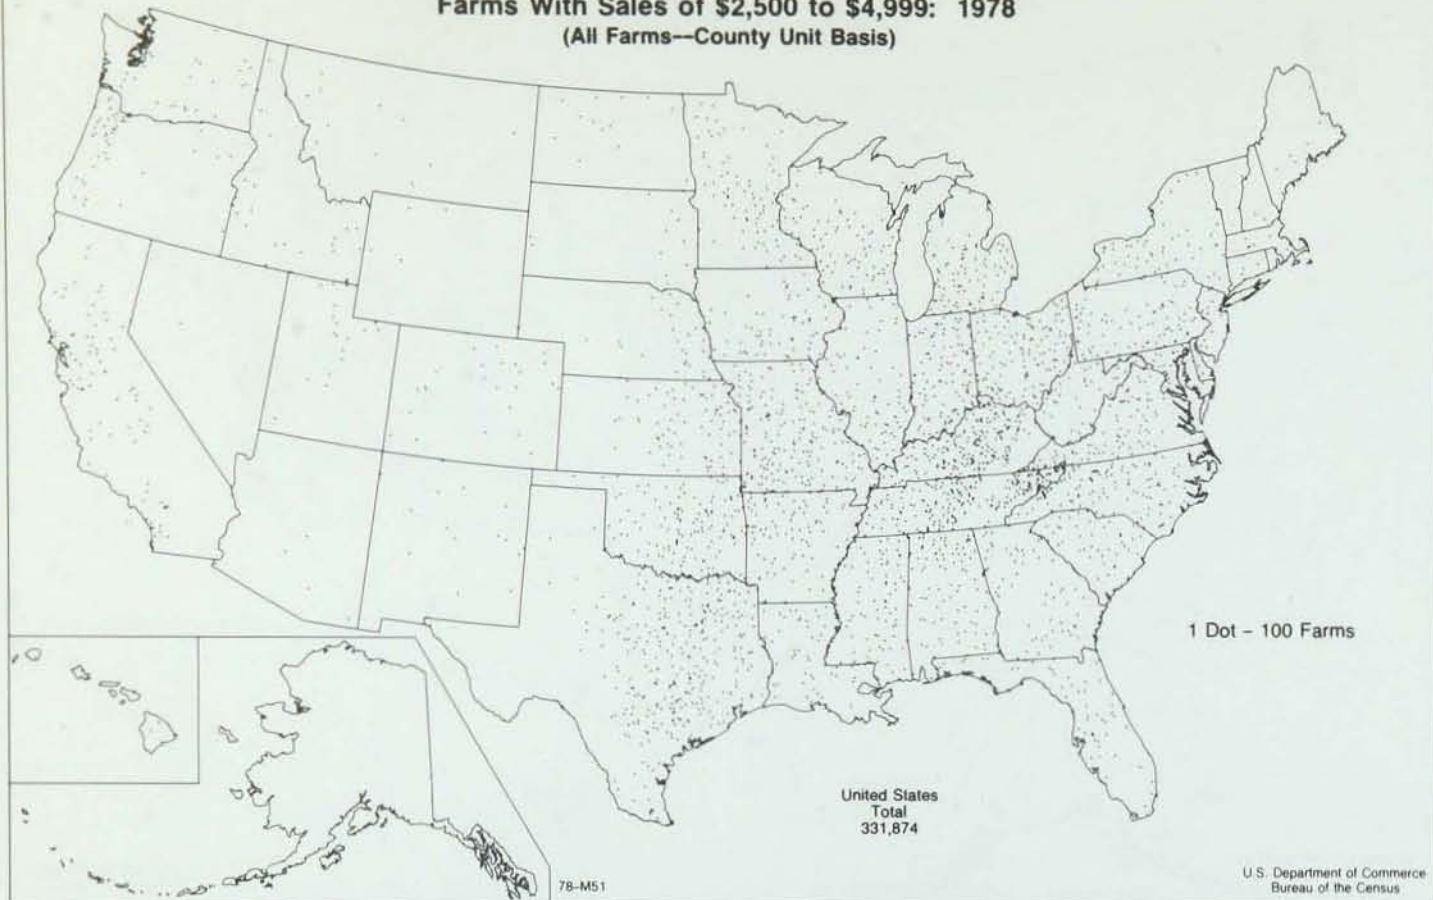 Farms With Sales of $2,500 to $4,999: 1978
(All Farms--County Unit Basis)
1 Dot - 100 Farms
United States
Total
331,874
78-M51
U.S. Department of Commerce
Bureau of the Census